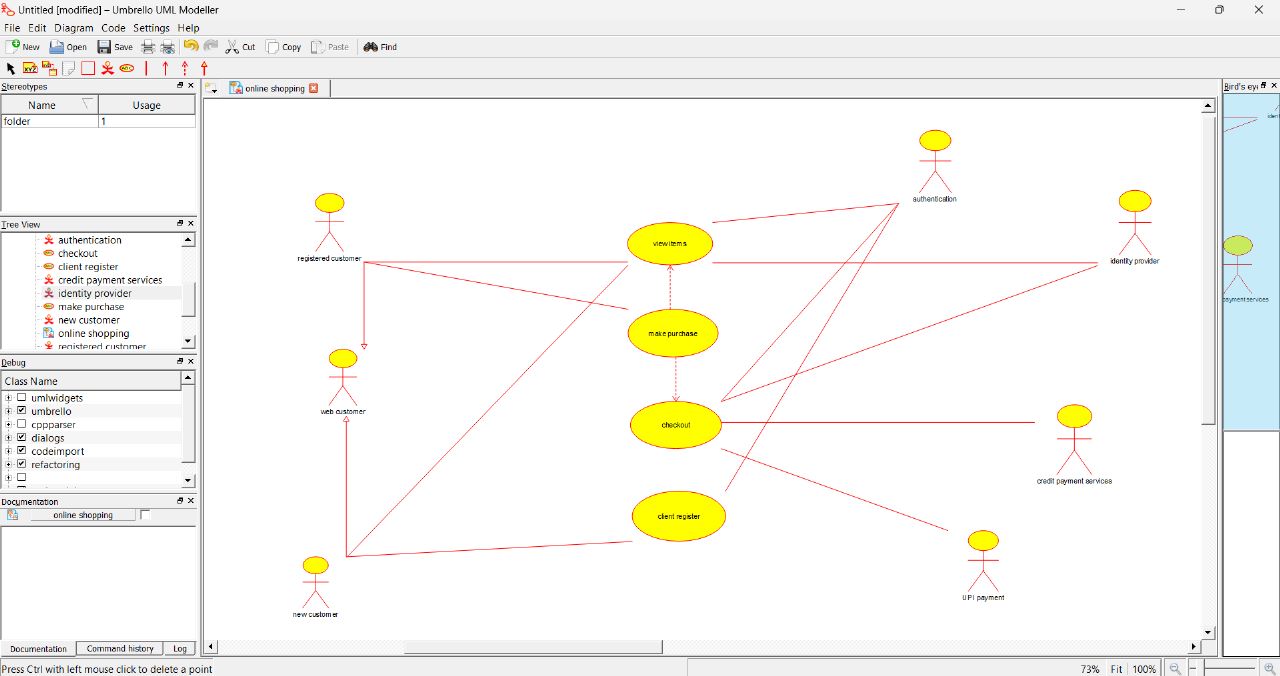 Untitled [modified] – Umbrello UML Modeller
File Edit Diagram Code Settings Help
New Open Save Cut Copy Paste Find
Stereotypes
Name Usage
folder 1
Tree View
authentication
checkout
client register
credit payment services
identity provider
make purchase
new customer
online shopping
registered customer
Debug
Class Name
umlwidgets
umbrello
cppparser
dialogs
codeimport
refactoring
Documentation
online shopping
Documentation Command history Log
Press Ctrl with left mouse click to delete a point
online shopping
authentication
registered customer
view items
identity provider
make purchase
web customer
checkout
credit payment services
client register
UPI payment
new customer
Bird's eye
payment services
73% Fit 100%